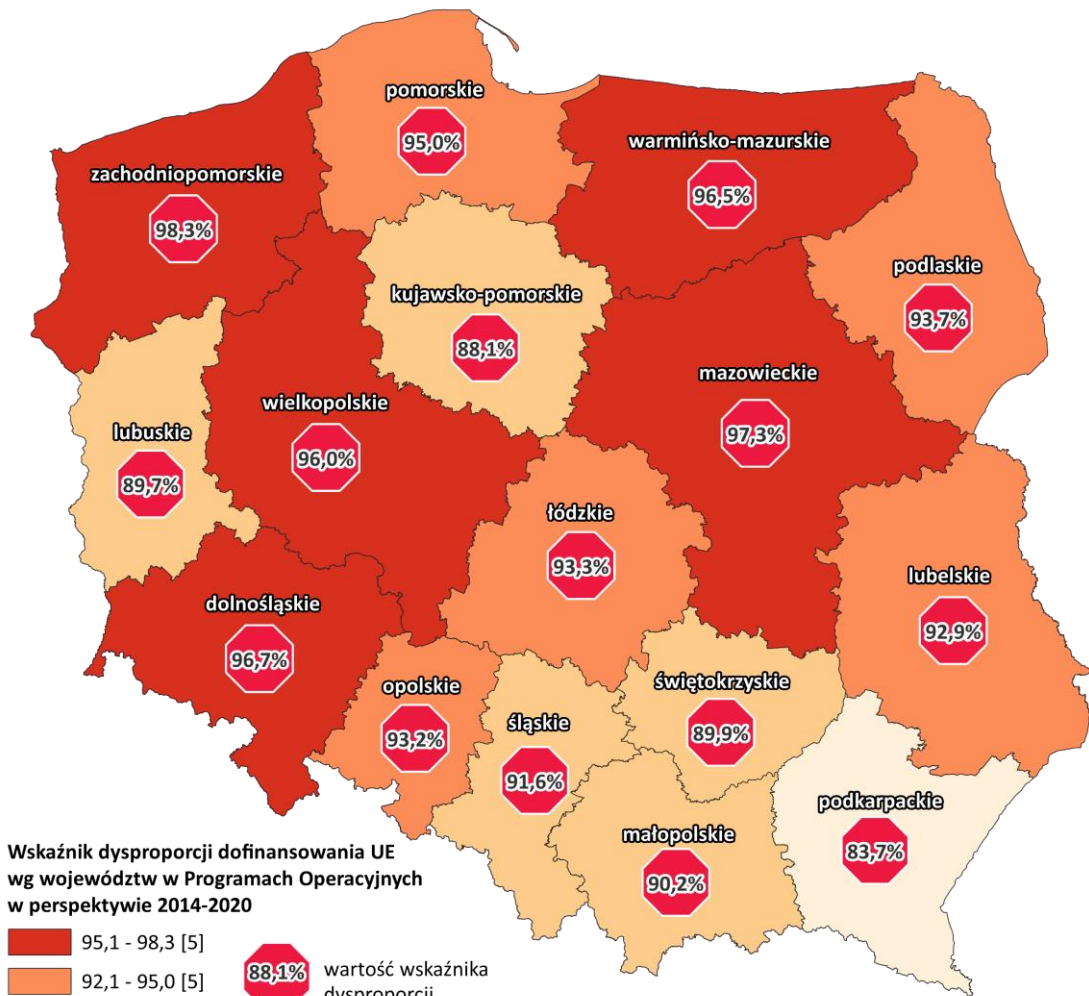 pomorskie
95,0%
warmińsko-mazurskie
96,5%
zachodniopomorskie
98,3%
podlaskie
93,7%
kujawsko-pomorskie
88,1%
mazowieckie
97,3%
wielkopolskie
96,0%
lubuskie
89,7%
łódzkie
93,3%
lubelskie
92,9%
dolnośląskie
96,7%
opolskie
93,2%
śląskie
91,6%
świętokrzyskie
89,9%
podkarpackie
83,7%
małopolskie
90,2%
Wskaźnik dysproporcji dofinansowania UE
wg województw w Programach Operacyjnych
w perspektywie 2014-2020
95,1 - 98,3 [5]
92,1 - 95,0 [5]
88,1%
wartość wskaźnika
dysproporcji